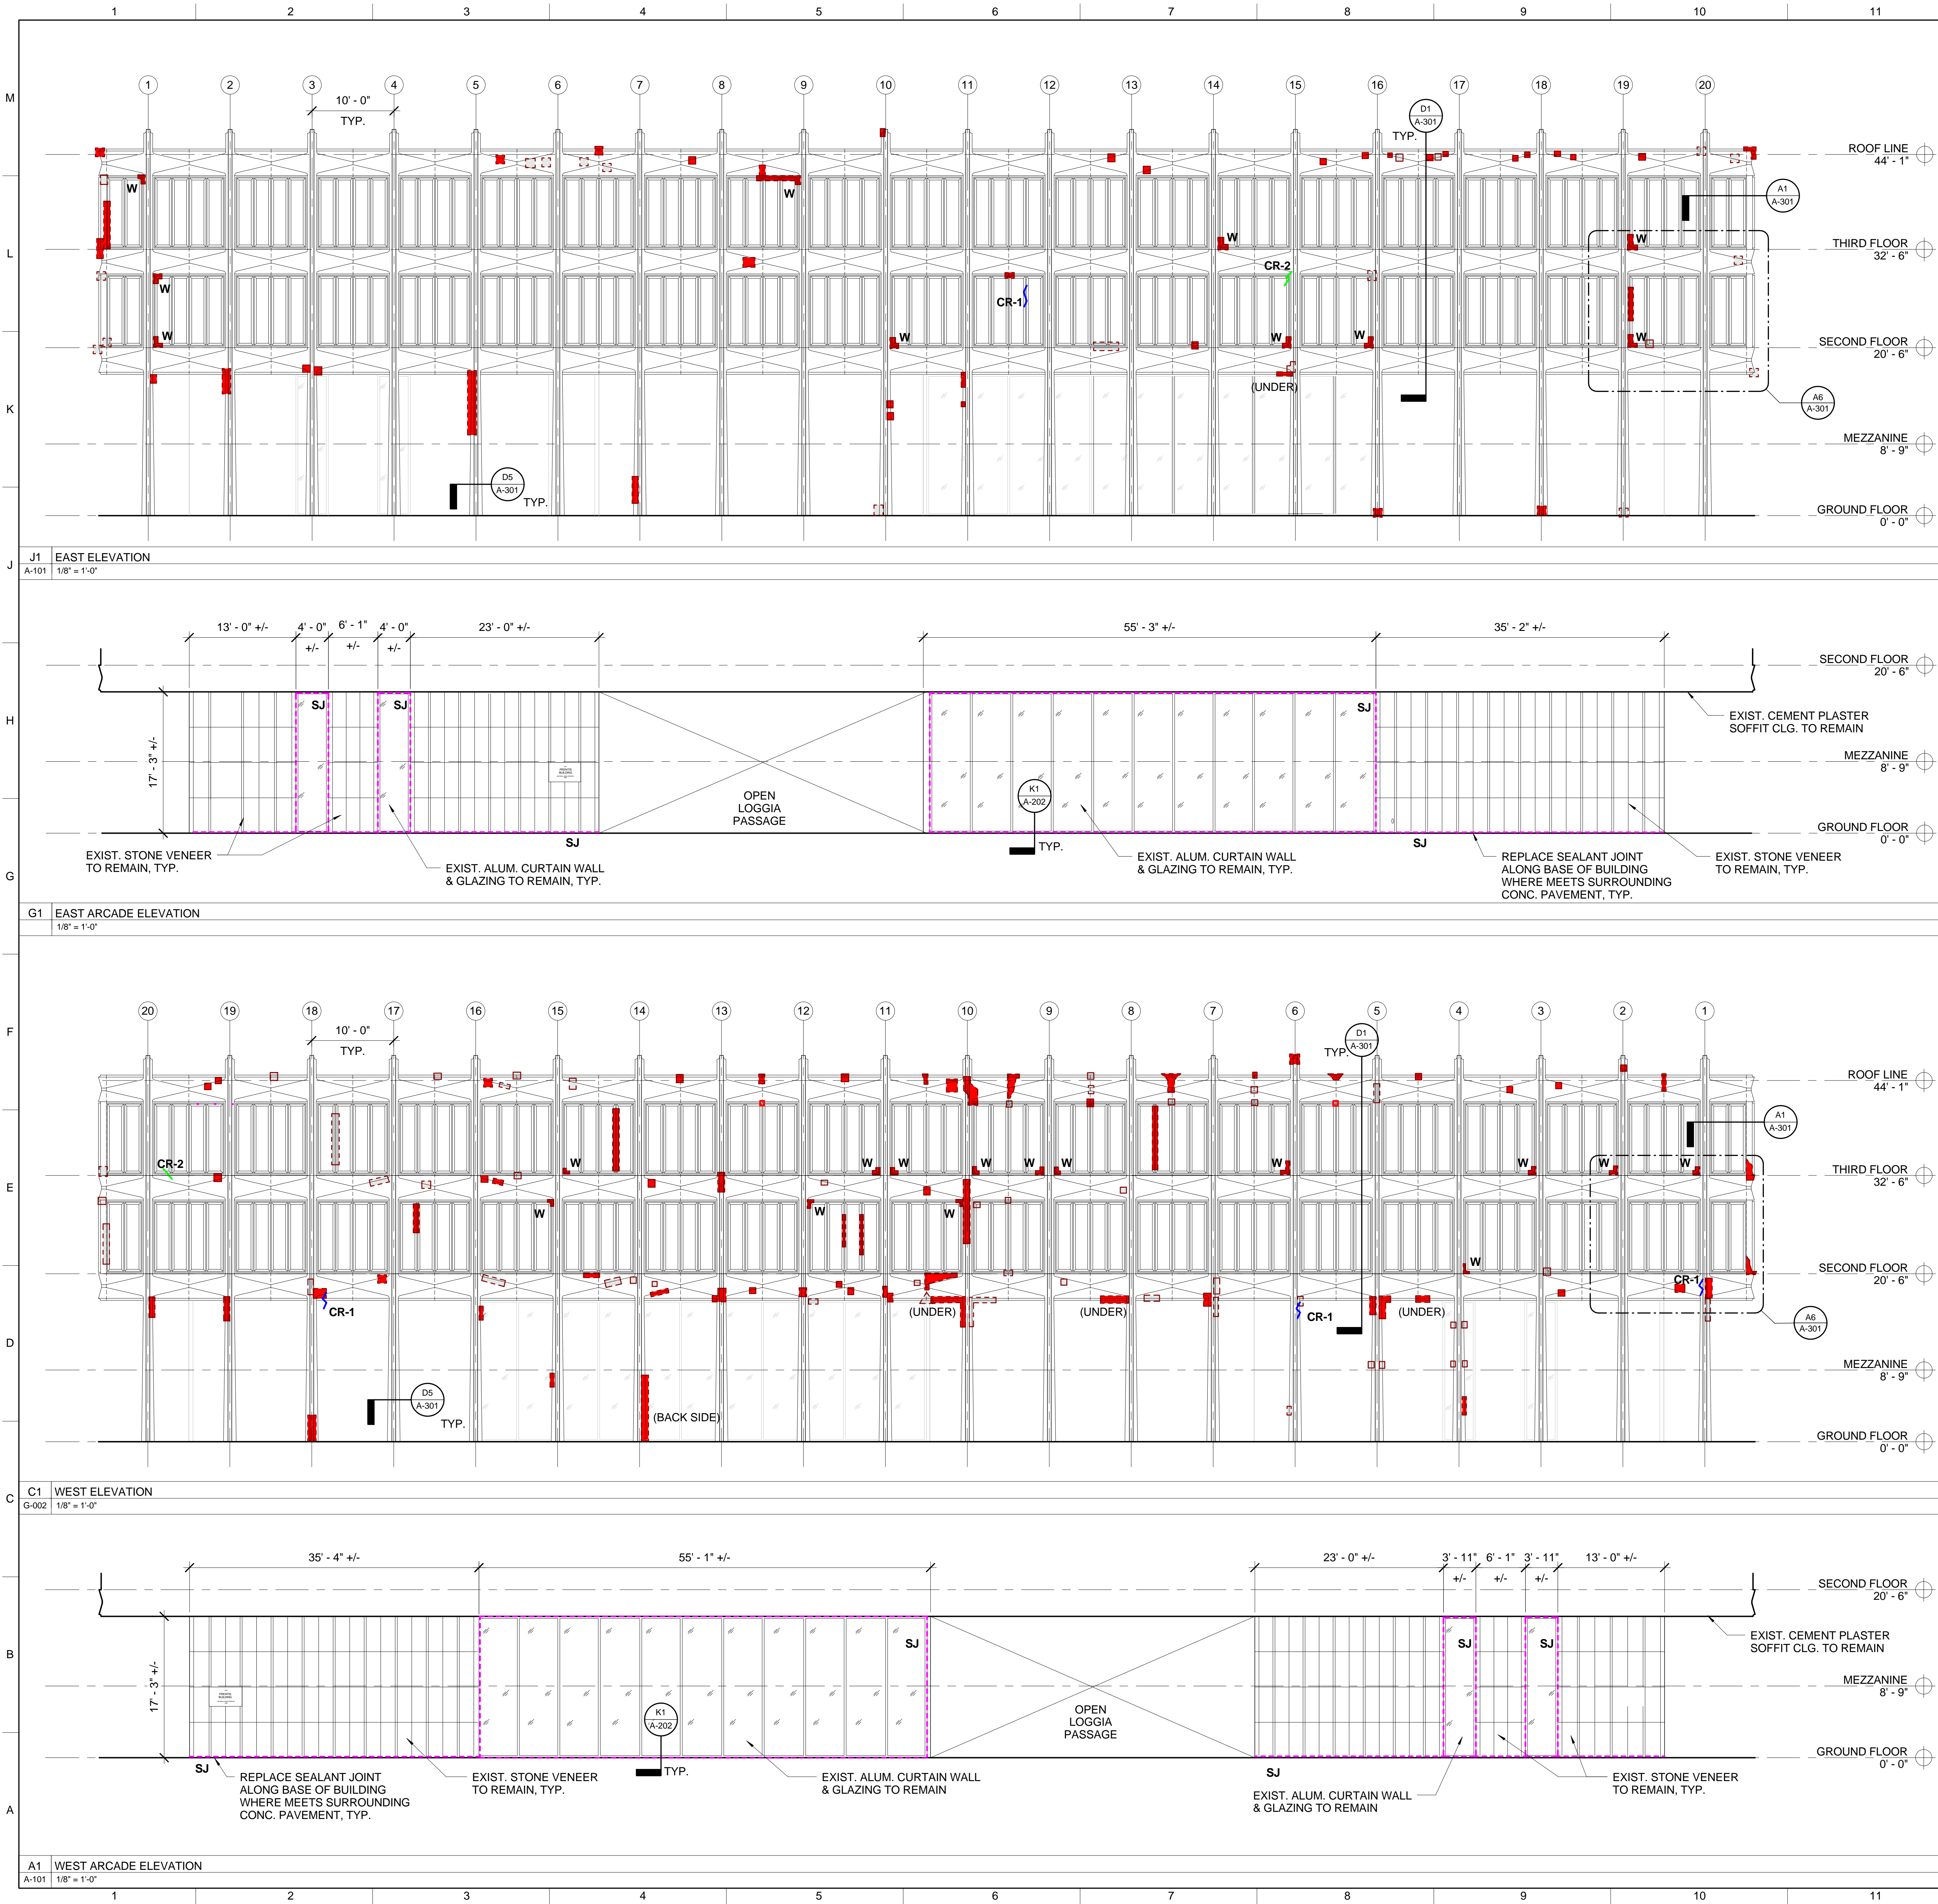 1 2 3 4 5 6 7 8 9 10 11
M
1 2 3 4 5 6 7 8 9 10 11 12 13 14 15 16 17 18 19 20
10' - 0"
TYP.
D1
A-301
TYP.
ROOF LINE
44' - 1"
A1
A-301
W
W
L
W
W
THIRD FLOOR
32' - 6"
CR-2
W
CR-1
W
W
W
W
W
SECOND FLOOR
20' - 6"
(UNDER)
K
A6
A-301
MEZZANINE
8' - 9"
D5
A-301
TYP.
GROUND FLOOR
0' - 0"
J
J1 EAST ELEVATION
A-101 1/8" = 1'-0"
13' - 0" +/-
4' - 0"
+/-
6' - 1"
+/-
4' - 0"
+/-
23' - 0" +/-
55' - 3" +/-
35' - 2" +/-
SECOND FLOOR
20' - 6"
H
SJ
SJ
SJ
EXIST. CEMENT PLASTER
SOFFIT CLG. TO REMAIN
17' - 3" +/-
MEZZANINE
8' - 9"
PRIVATE
BUILDING
OPEN
LOGGIA
PASSAGE
K1
A-202
TYP.
GROUND FLOOR
0' - 0"
SJ
SJ
EXIST. STONE VENEER
TO REMAIN, TYP.
EXIST. ALUM. CURTAIN WALL
& GLAZING TO REMAIN, TYP.
EXIST. ALUM. CURTAIN WALL
& GLAZING TO REMAIN, TYP.
REPLACE SEALANT JOINT
ALONG BASE OF BUILDING
WHERE MEETS SURROUNDING
CONC. PAVEMENT, TYP.
EXIST. STONE VENEER
TO REMAIN, TYP.
G
G1 EAST ARCADE ELEVATION
1/8" = 1'-0"
F
20 19 18 17 16 15 14 13 12 11 10 9 8 7 6 5 4 3 2 1
10' - 0"
TYP.
D1
A-301
TYP.
ROOF LINE
44' - 1"
A1
A-301
CR-2
W
W
W
W
W
W
W
W
W
W
THIRD FLOOR
32' - 6"
E
W
W
W
W
SECOND FLOOR
20' - 6"
CR-1
CR-1
(UNDER)
(UNDER)
CR-1
(UNDER)
A6
A-301
D
MEZZANINE
8' - 9"
D5
A-301
TYP.
(BACK SIDE)
GROUND FLOOR
0' - 0"
C
C1 WEST ELEVATION
G-002 1/8" = 1'-0"
35' - 4" +/-
55' - 1" +/-
23' - 0" +/-
3' - 11"
+/-
6' - 1"
+/-
3' - 11"
+/-
13' - 0" +/-
SECOND FLOOR
20' - 6"
B
SJ
SJ
SJ
EXIST. CEMENT PLASTER
SOFFIT CLG. TO REMAIN
17' - 3" +/-
MEZZANINE
8' - 9"
PRIVATE
BUILDING
K1
A-202
TYP.
OPEN
LOGGIA
PASSAGE
GROUND FLOOR
0' - 0"
SJ
SJ
REPLACE SEALANT JOINT
ALONG BASE OF BUILDING
WHERE MEETS SURROUNDING
CONC. PAVEMENT, TYP.
EXIST. STONE VENEER
TO REMAIN, TYP.
EXIST. ALUM. CURTAIN WALL
& GLAZING TO REMAIN
EXIST. ALUM. CURTAIN WALL
& GLAZING TO REMAIN
EXIST. STONE VENEER
TO REMAIN, TYP.
A
A1 WEST ARCADE ELEVATION
A-101 1/8" = 1'-0"
1 2 3 4 5 6 7 8 9 10 11